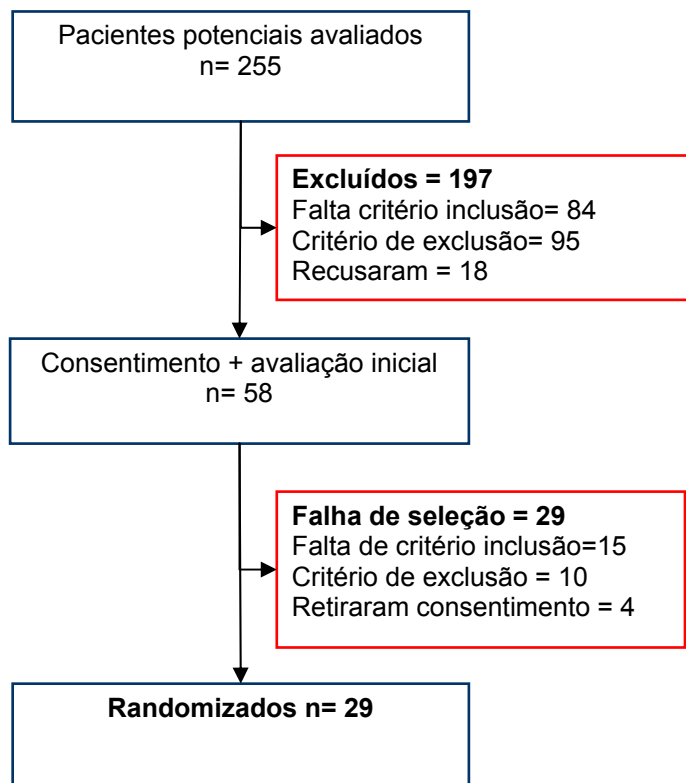 Pacientes potenciais avaliados
n= 255
Excluídos = 197
Falta critério inclusão= 84
Critério de exclusão= 95
Recusaram = 18
Consentimento + avaliação inicial
n= 58
Falha de seleção = 29
Falta de critério inclusão=15
Critério de exclusão = 10
Retiraram consentimento = 4
Randomizados n= 29